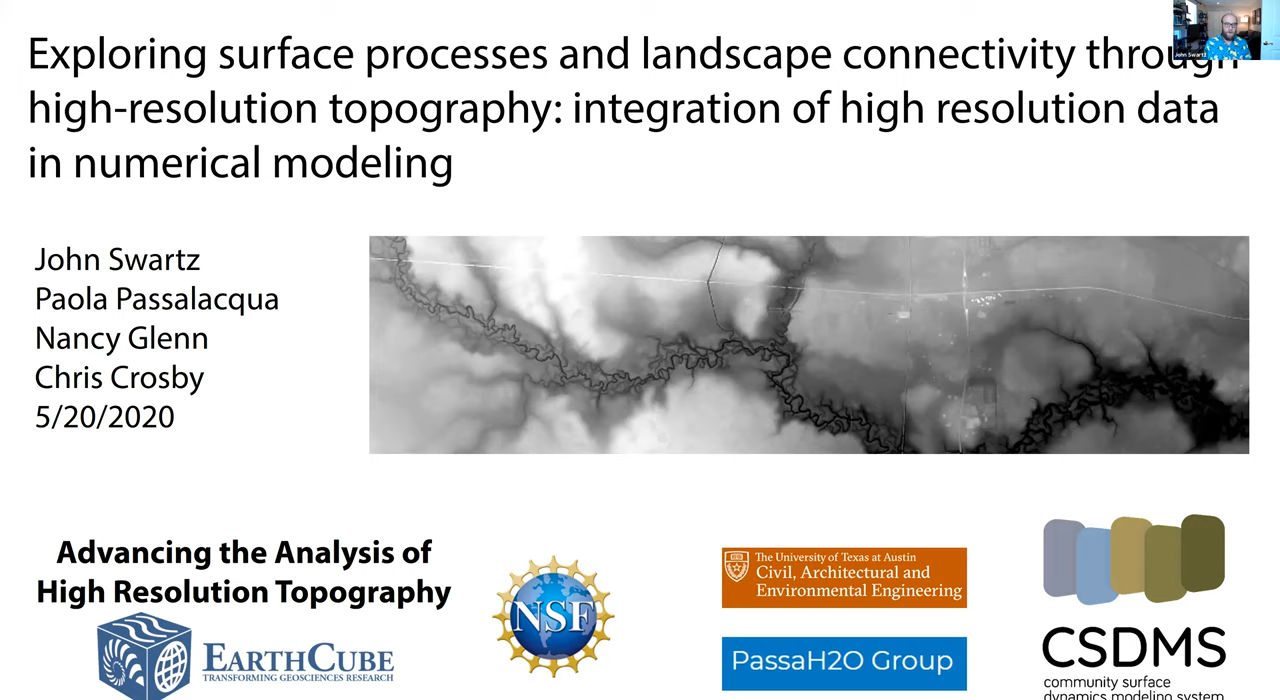 Exploring surface processes and landscape connectivity through
high-resolution topography: integration of high resolution data
in numerical modeling
John Swartz
John Swartz
Paola Passalacqua
Nancy Glenn
Chris Crosby
5/20/2020
Advancing the Analysis of
High Resolution Topography
EARTHCUBE
TRANSFORMING GEOSCIENCES RESEARCH
NSF
The University of Texas at Austin
Civil, Architectural and
Environmental Engineering
PassaH2O Group
CSDMS
community surface
dynamics modeling system